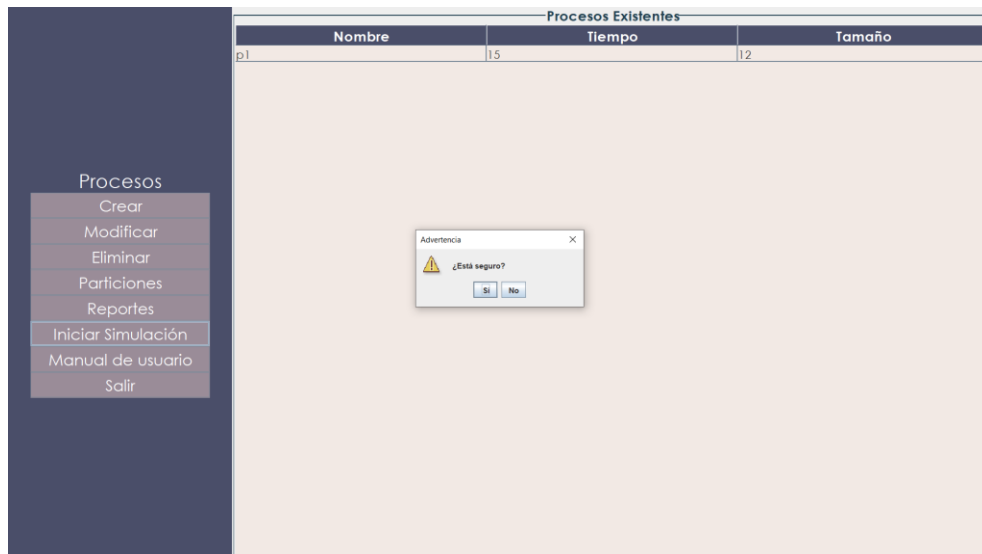 Procesos Existentes
Nombre Tiempo Tamaño
p1 15 12
Procesos
Crear
Modificar
Eliminar
Particiones
Reportes
Iniciar Simulación
Manual de usuario
Salir
Advertencia
¿Está seguro?
Sí No